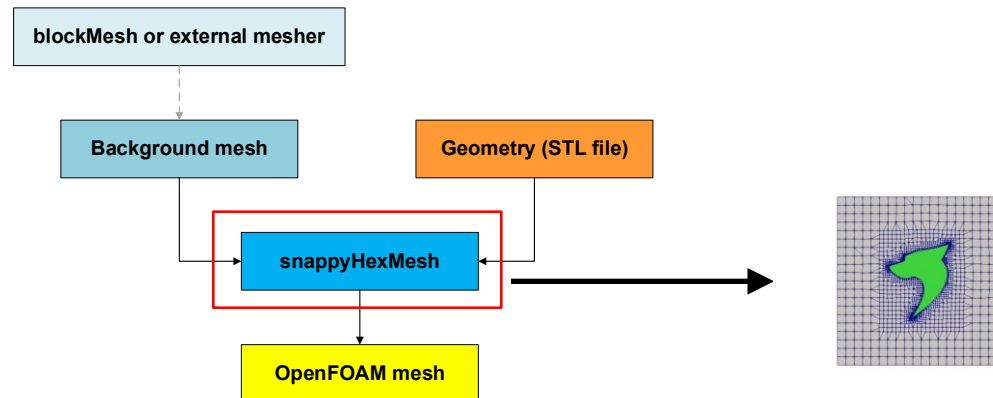 blockMesh or external mesher
Background mesh
Geometry (STL file)
snappyHexMesh
OpenFOAM mesh